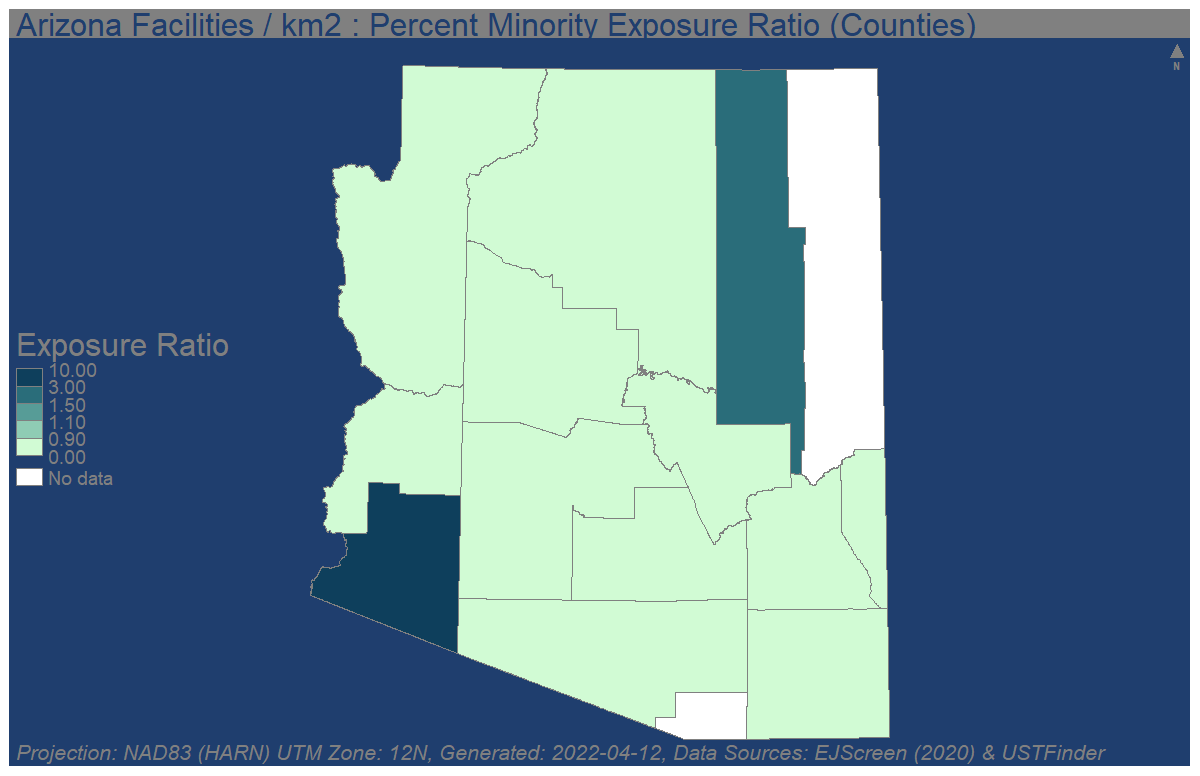 Arizona Facilities / km2 : Percent Minority Exposure Ratio (Counties)
N
Exposure Ratio
10.00
3.00
1.50
1.10
0.90
0.00
No data
Projection: NAD83 (HARN) UTM Zone: 12N, Generated: 2022-04-12, Data Sources: EJScreen (2020) & USTFinder